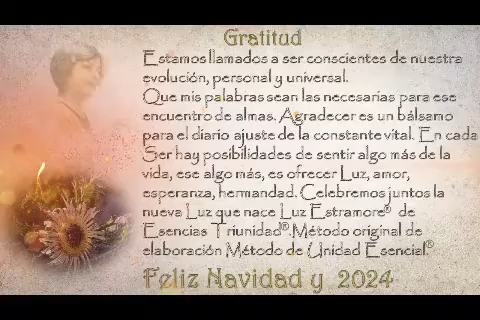 Gratitud
Estamos llamados a ser conscientes de nuestra
evolución, personal y universal.
Que mis palabras sean las necesarias para ese
encuentro de almas. Agradecer es un bálsamo
para el diario ajuste de la constante vital. En cada
Ser hay posibilidades de sentir algo más de la
vida, ese algo más, es ofrecer Luz, amor,
esperanza, hermandad. Celebremos juntos la
nueva Luz que nace Luz Estramore® de
Esencias Triunidad®.Método original de
elaboración Método de Unidad Esencial.®
Feliz Navidad y 2024